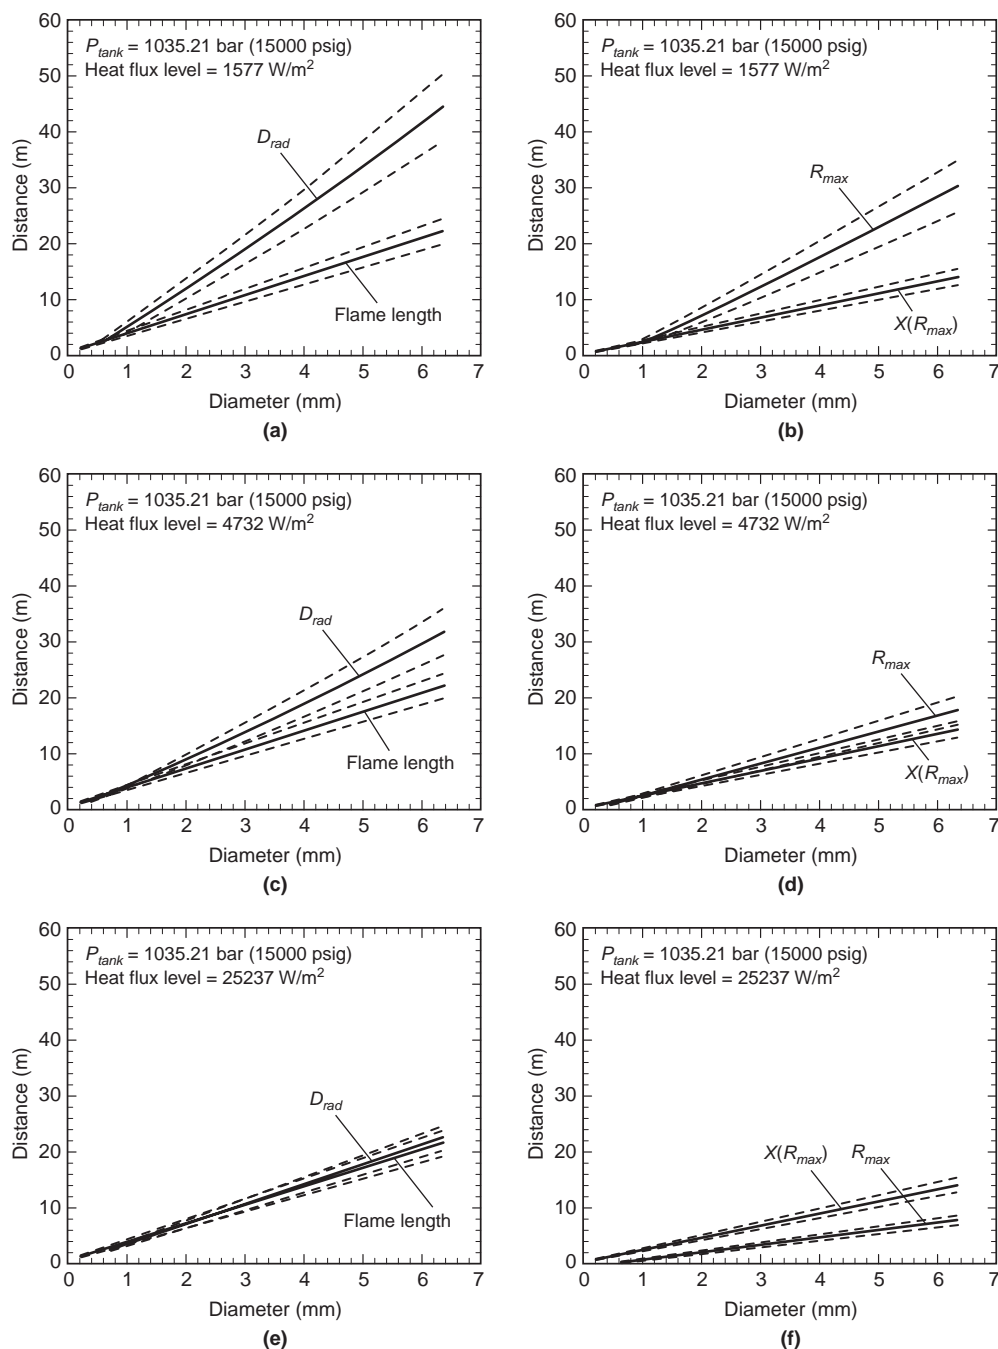 P_tank = 1035.21 bar (15000 psig)
Heat flux level = 1577 W/m²
D_rad
Flame length
Distance (m)
60
50
40
30
20
10
0
0 1 2 3 4 5 6 7
Diameter (mm)
(a)
P_tank = 1035.21 bar (15000 psig)
Heat flux level = 1577 W/m²
R_max
X(R_max)
Distance (m)
60
50
40
30
20
10
0
0 1 2 3 4 5 6 7
Diameter (mm)
(b)
P_tank = 1035.21 bar (15000 psig)
Heat flux level = 4732 W/m²
D_rad
Flame length
Distance (m)
60
50
40
30
20
10
0
0 1 2 3 4 5 6 7
Diameter (mm)
(c)
P_tank = 1035.21 bar (15000 psig)
Heat flux level = 4732 W/m²
R_max
X(R_max)
Distance (m)
60
50
40
30
20
10
0
0 1 2 3 4 5 6 7
Diameter (mm)
(d)
P_tank = 1035.21 bar (15000 psig)
Heat flux level = 25237 W/m²
D_rad
Flame length
Distance (m)
60
50
40
30
20
10
0
0 1 2 3 4 5 6 7
Diameter (mm)
(e)
P_tank = 1035.21 bar (15000 psig)
Heat flux level = 25237 W/m²
X(R_max) R_max
Distance (m)
60
50
40
30
20
10
0
0 1 2 3 4 5 6 7
Diameter (mm)
(f)